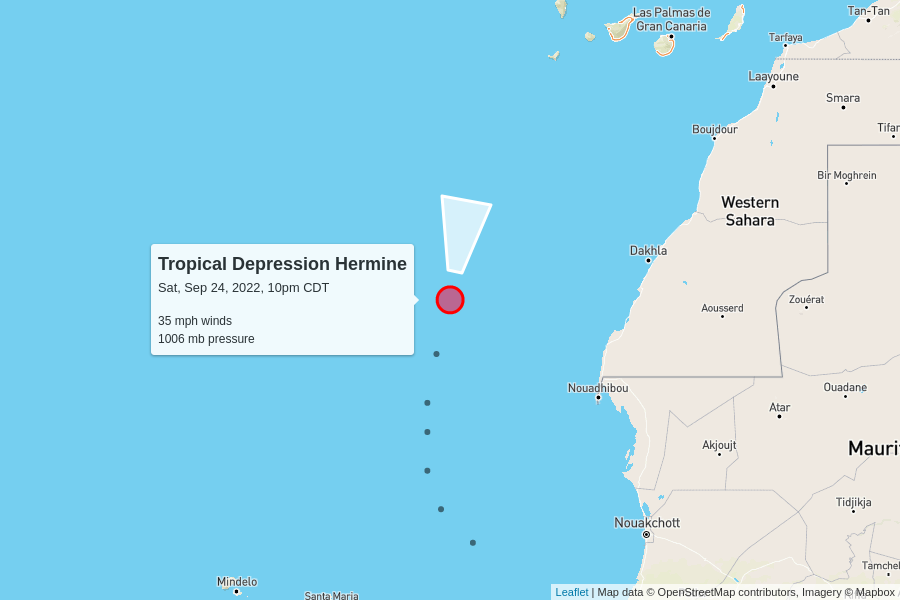 Las Palmas de
Gran Canaria
Tan-Tan
Tarfaya
Laayoune
Smara
Boujdour
Tifar
Bir Moghrein
Western
Sahara
Dakhla
Tropical Depression Hermine
Sat, Sep 24, 2022, 10pm CDT
35 mph winds
1006 mb pressure
Aousserd
Zouérat
Nouadhibou
Ouadane
Atar
Akjoujt
Maurit
Tidjikja
Nouakchott
Tamchek
Mindelo
Santa Maria
Leaflet | Map data © OpenStreetMap contributors, Imagery © Mapbox